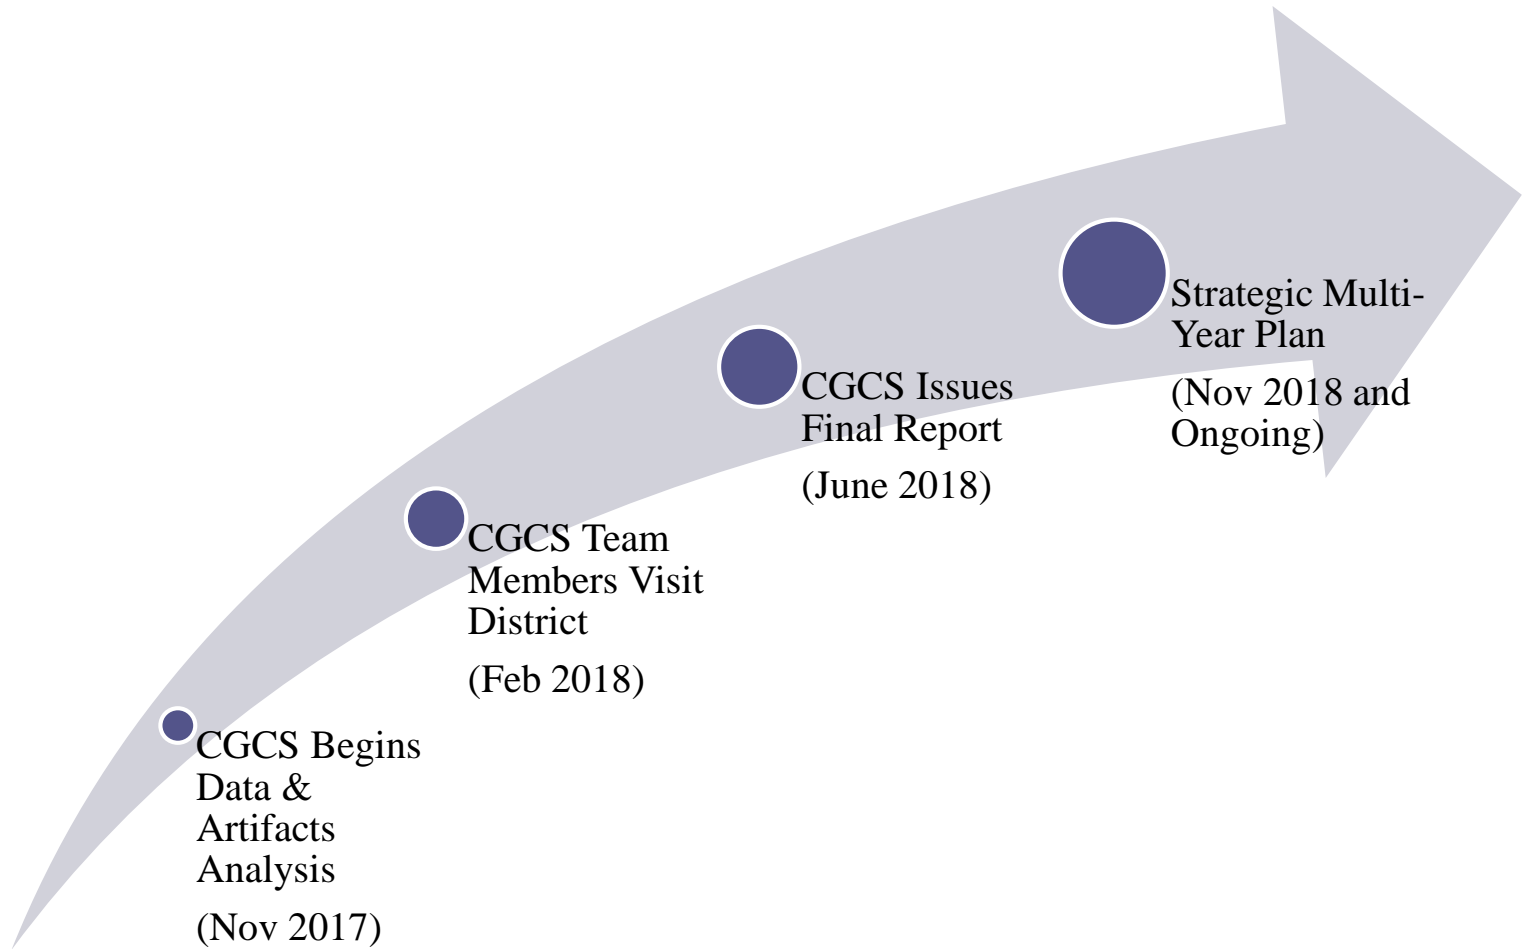 CGCS Begins
Data &
Artifacts
Analysis
(Nov 2017)
CGCS Team
Members Visit
District
(Feb 2018)
CGCS Issues
Final Report
(June 2018)
Strategic Multi-
Year Plan
(Nov 2018 and
Ongoing)